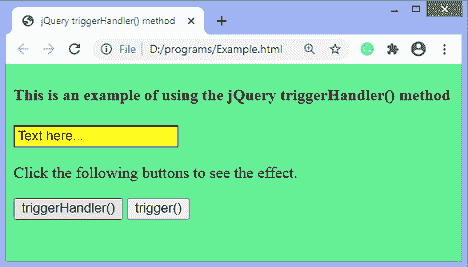 jQuery triggerHandler() method
File D:/programs/Example.html
This is an example of using the jQuery triggerHandler() method
Text here...
Click the following buttons to see the effect.
triggerHandler() trigger()